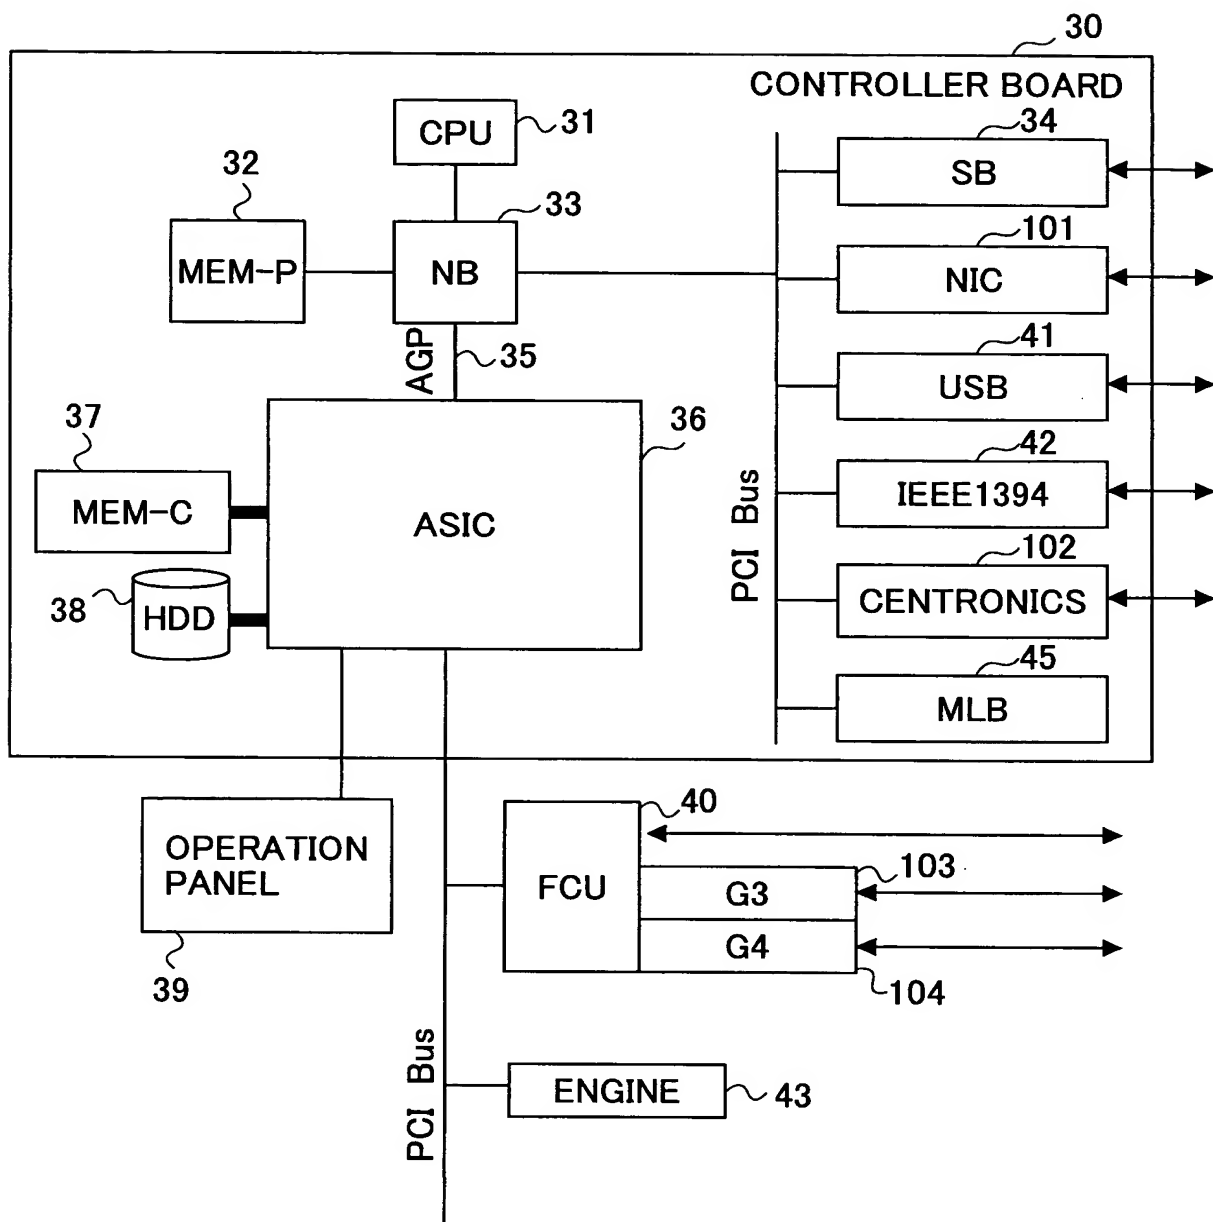 30
CONTROLLER BOARD
CPU
31
34
SB
32
MEM-P
33
NB
101
NIC
AGP
35
41
USB
36
37
MEM-C
ASIC
42
IEEE1394
PCI Bus
102
CENTRONICS
38
HDD
45
MLB
40
OPERATION
PANEL
FCU
103
G3
G4
39
104
PCI Bus
ENGINE
43